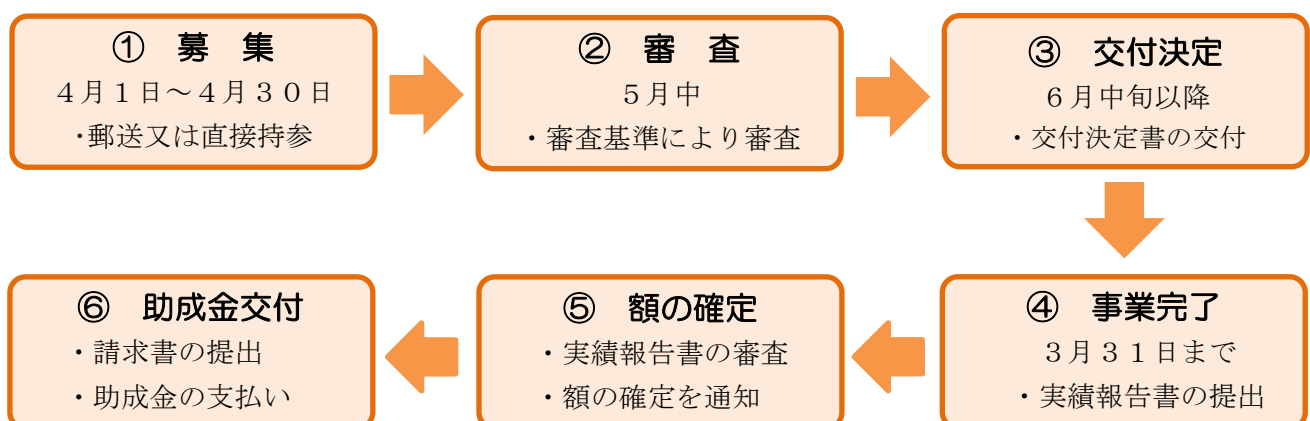 ① 募 集
４月１日～４月３０日
・郵送又は直接持参
② 審 査
５月中
・審査基準により審査
③ 交付決定
６月中旬以降
・交付決定書の交付
④ 事業完了
３月３１日まで
・実績報告書の提出
⑤ 額の確定
・実績報告書の審査
・額の確定を通知
⑥ 助成金交付
・請求書の提出
・助成金の支払い